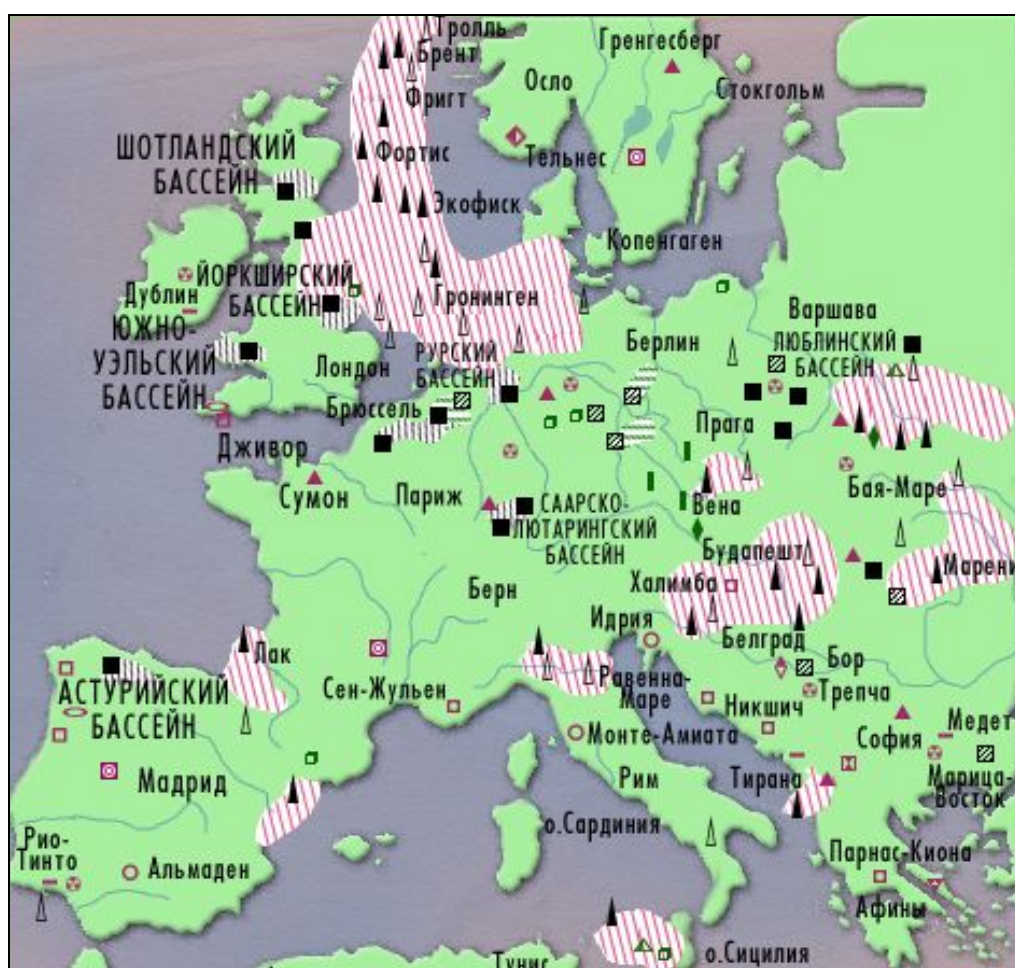 Тролль
Брент
Гренгесберг
Осло
Фригт
Стокгольм
ШОТЛАНДСКИЙ
БАССЕЙН
Фортис
Тельнес
Экофиск
Копенгаген
ЙОРКШИРСКИЙ
БАССЕЙН
Дублин
Гронинген
ЮЖНО-
УЭЛЬСКИЙ
БАССЕЙН
Варшава
ЛЮБЛИНСКИЙ
БАССЕЙН
Берлин
РУРСКИЙ
БАССЕЙН
Лондон
Брюссель
Прага
Дживор
Сумон
Париж
Вена
Бая-Маре
СААРСКО-
ЛЮТАРИНГСКИЙ
БАССЕЙН
Будапешт
Марени
Халимба
Берн
Идрия
Белград
Бор
Лак
Трепча
АСТУРИЙСКИЙ
БАССЕЙН
Сен-Жульен
Равенна-
Маре
Никшич
Медет
София
Монте-Амиата
Мадрид
Рим
Тирана
Марица-
Восток
о.Сардиния
Рио-
Тинто
Альмаден
Парнас-Киона
Афины
о.Сицилия
Тунис